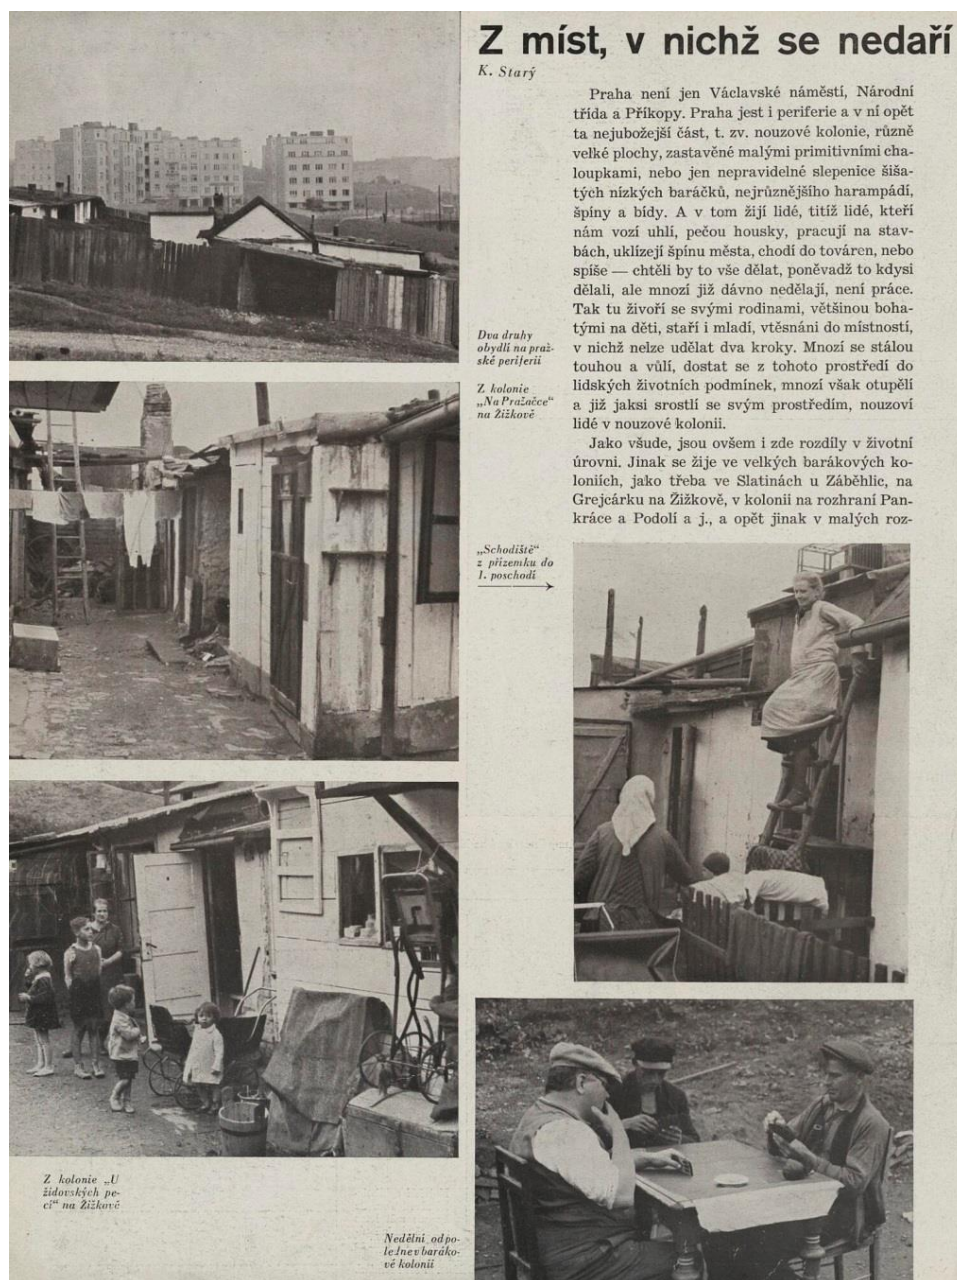 Z míst, v nichž se nedaří
K. Starý
Praha není jen Václavské náměstí, Národní
třída a Příkopy. Praha jest i periferie a v ní opět
ta nejubožejší část, t. zv. nouzové kolonie, různě
velké plochy, zastavěné malými primitivními cha-
loupkami, nebo jen nepravidelné slepenice šiša-
tých nízkých baráčků, nejrůznějšího harampádí,
špíny a bídy. A v tom žijí lidé, titíž lidé, kteří
nám vozí uhlí, pečou housky, pracují na stav-
bách, uklízejí špínu města, chodí do továren, nebo
spíše — chtěli by to vše dělat, poněvadž to kdysi
dělali, ale mnozí již dávno nedělají, není práce.
Tak tu živoří se svými rodinami, většinou boha-
tými na děti, staří i mladí, vtěsnáni do místností,
v nichž nelze udělat dva kroky. Mnozí se stálou
touhou a vůlí, dostat se z tohoto prostředí do
lidských životních podmínek, mnozí však otupělí
a již jaksi srostlí se svým prostředím, nouzoví
lidé v nouzové kolonii.
Jako všude, jsou ovšem i zde rozdíly v životní
úrovni. Jinak se žije ve velkých barákových ko-
loniích, jako třeba ve Slatinách u Záběhlic, na
Grejcárku na Žižkově, v kolonii na rozhraní Pan-
kráce a Podolí a j., a opět jinak v malých roz-
Dva druhy
obydlí na praž-
ské periferii
Z kolonie
„Na Pražačce“
na Žižkově
„Schodiště“
z přízemku do
1. poschodí
Z kolonie „U
židovských pe-
cí“ na Žižkově
Nedělní odpo-
ledne v baráko-
vé kolonii